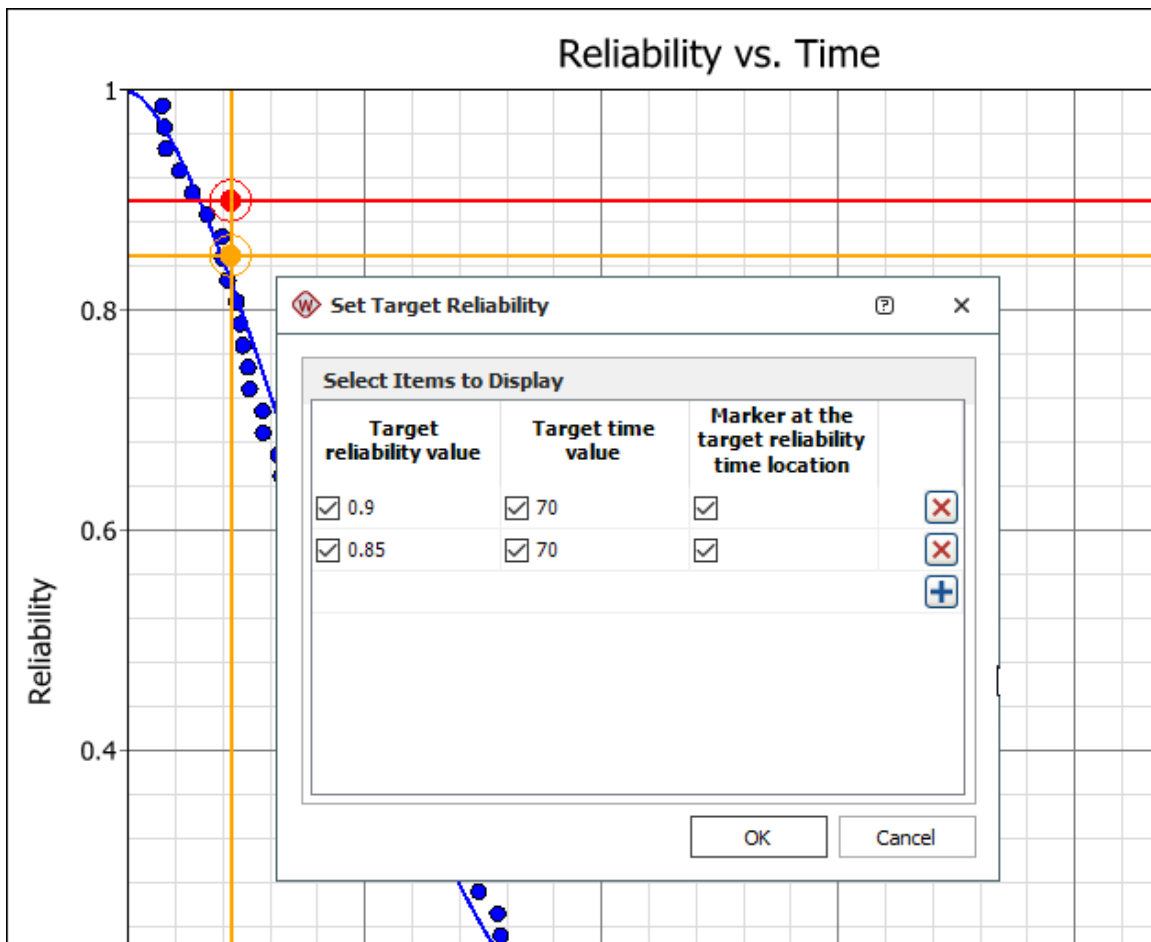 Reliability vs. Time
1
0.8
0.6
0.4
Reliability
W Set Target Reliability ?
Select Items to Display
Target reliability value
Target time value
Marker at the target reliability time location
0.9 70
0.85 70
OK Cancel